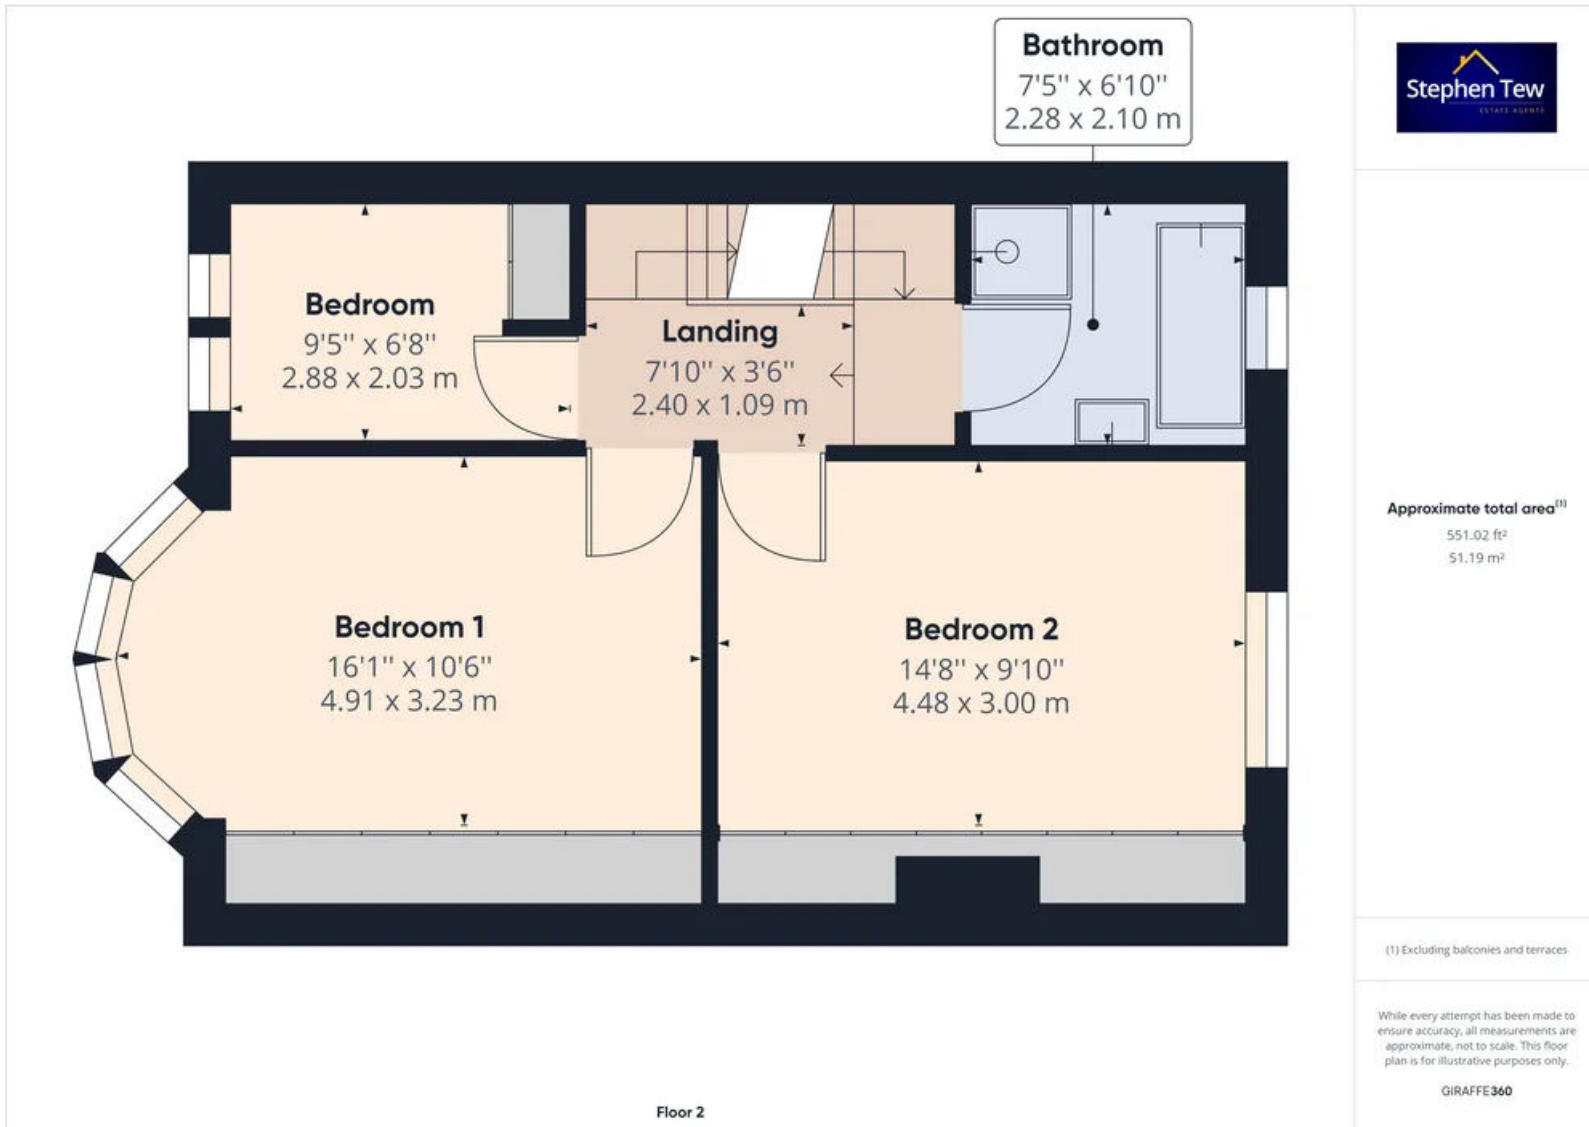 Bathroom
7'5" x 6'10"
2.28 x 2.10 m
Stephen Tew
ESTATE AGENTS
Bedroom
9'5" x 6'8"
2.88 x 2.03 m
Landing
7'10" x 3'6"
2.40 x 1.09 m
Bedroom 1
16'1" x 10'6"
4.91 x 3.23 m
Bedroom 2
14'8" x 9'10"
4.48 x 3.00 m
Approximate total area(1)
551.02 ft²
51.19 m²
(1) Excluding balconies and terraces
While every attempt has been made to
ensure accuracy, all measurements are
approximate, not to scale. This floor
plan is for illustrative purposes only.
GIRAFFE360
Floor 2